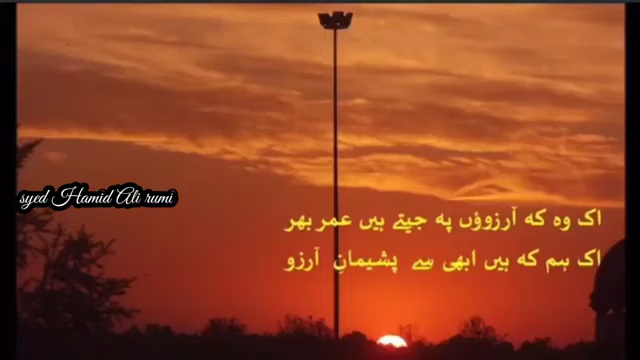 syed Hamid Ali rumi
اک وہ کہ آرزوؤں پہ جیتے ہیں عمر بھر
اک ہم کہ ہیں ابھی سے پشیمانِ آرزو